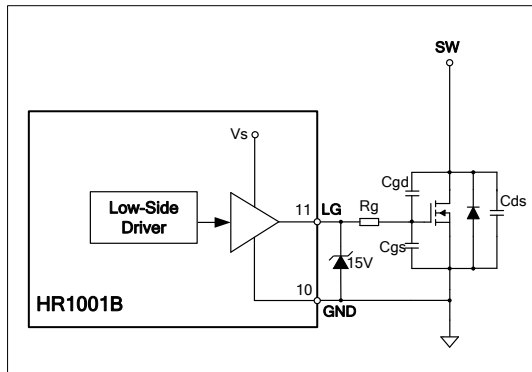 SW
Vs
Cgd
Low-Side
Driver
11
LG
Rg
Cds
Cgs
15V
10
GND
HR1001B